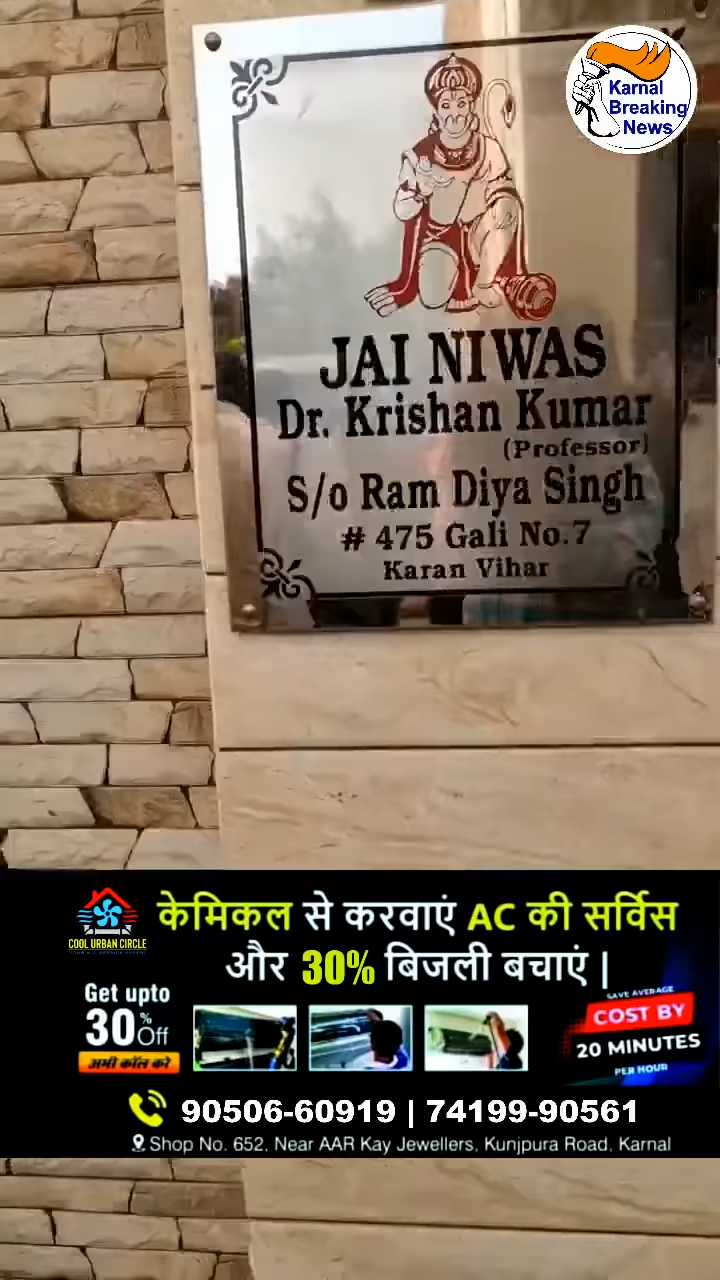 Karnal
Breaking
News
JAI NIWAS
Dr. Krishan Kumar
(Professor)
S/o Ram Diya Singh
# 475 Gali No.7
Karan Vihar
केमिकल से करवाएं AC की सर्विस
और 30% बिजली बचाएं |
COOL URBAN CIRCLE
Get upto
30% Off
अभी कॉल करे
SAVE AVERAGE
COST BY
20 MINUTES
PER HOUR
90506-60919 | 74199-90561
Shop No. 652, Near AAR Kay Jewellers, Kunjpura Road, Karnal